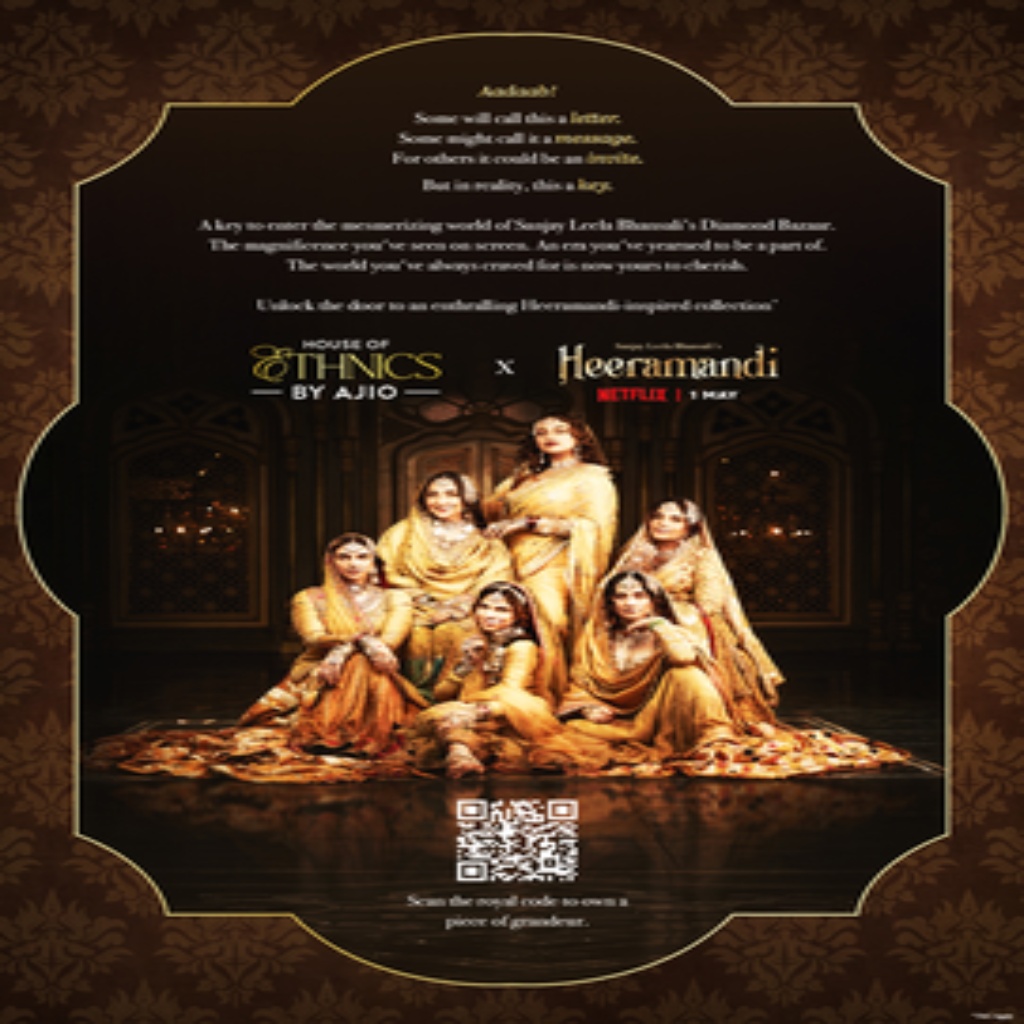 Aadaab!
Some will call this a letter.
Some might call it a message.
For others it could be an invite.
But in reality, this a key.
A key to enter the mesmerizing world of Sanjay Leela Bhansali's Diamond Bazaar.
The magnificence you've seen on screen. An era you've yearned to be a part of.
The world you've always craved for is now yours to cherish.
Unlock the door to an enthralling Heeramandi-inspired collection*
HOUSE OF
ETHNICS
BY AJIO
x
Sanjay Leela Bhansali's
Heeramandi
NETFLIX | 1 MAY
Scan the royal code to own a
piece of grandeur.